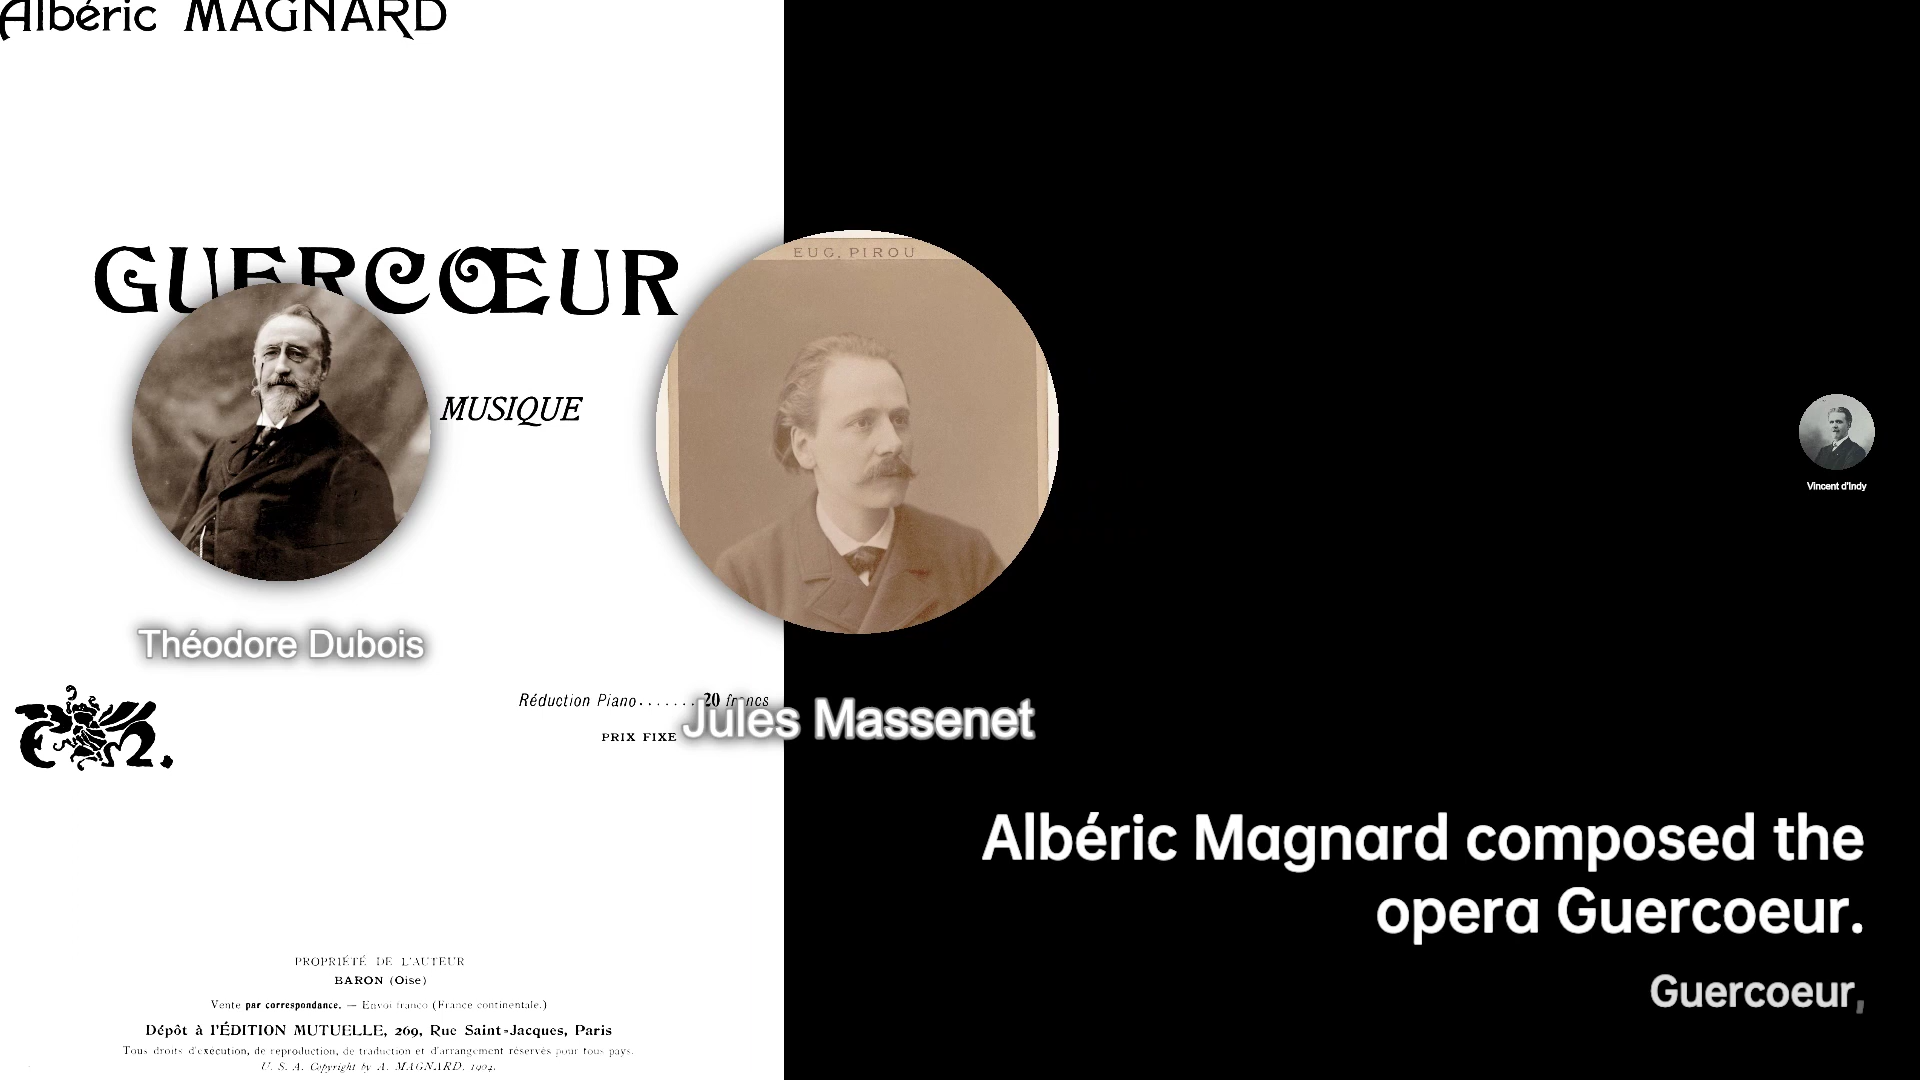 Albéric MAGNARD
GUERCŒUR
EUG. PIROU
MUSIQUE
Vincent d'Indy
Théodore Dubois
Réduction Piano....... 20 francs
PRIX FIXE
Jules Massenet
Albéric Magnard composed the
opera Guercoeur.
Guercoeur,
PROPRIÉTÉ DE L'AUTEUR
BARON (Oise)
Vente par correspondance. — Envoi franco (France continentale.)
Dépôt à l'ÉDITION MUTUELLE, 269, Rue Saint-Jacques, Paris
Tous droits d'exécution, de reproduction, de traduction et d'arrangement réservés pour tous pays.
U. S. A. Copyright by A. MAGNARD. 1904.